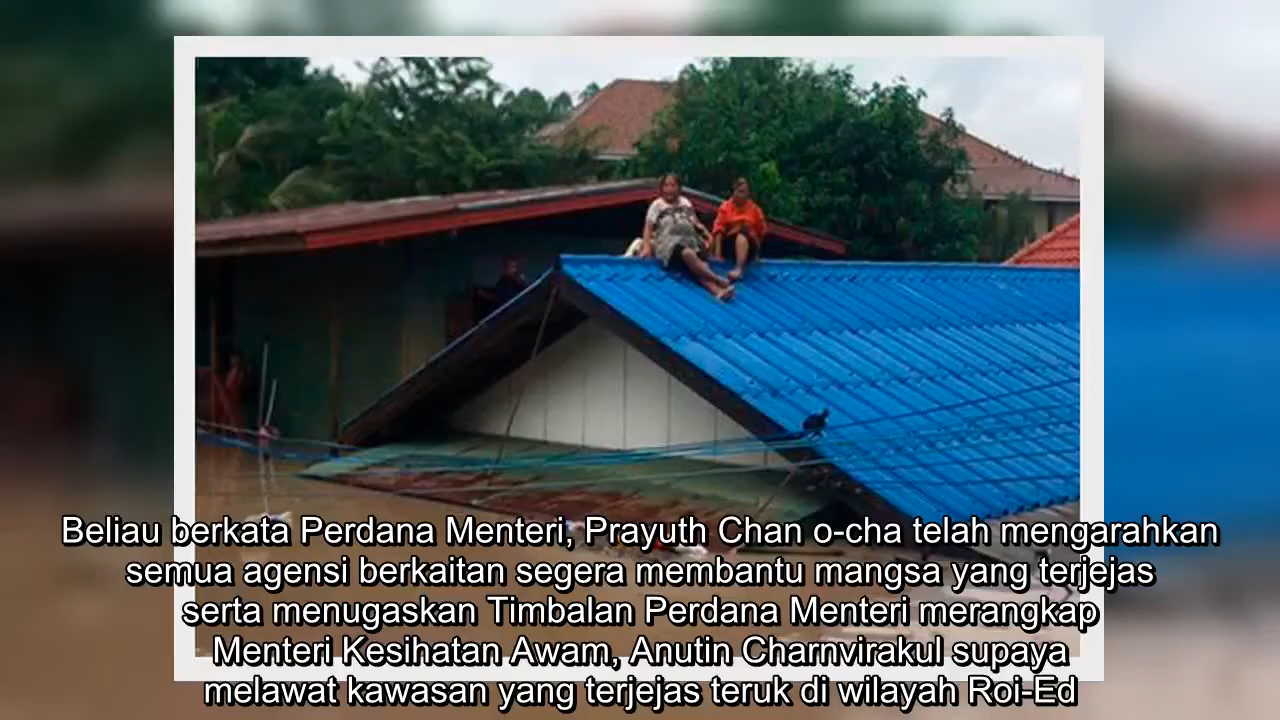 Beliau berkata Perdana Menteri, Prayuth Chan o-cha telah mengarahkan
semua agensi berkaitan segera membantu mangsa yang terjejas
serta menugaskan Timbalan Perdana Menteri merangkap
Menteri Kesihatan Awam, Anutin Charnvirakul supaya
melawat kawasan yang terjejas teruk di wilayah Roi-Ed